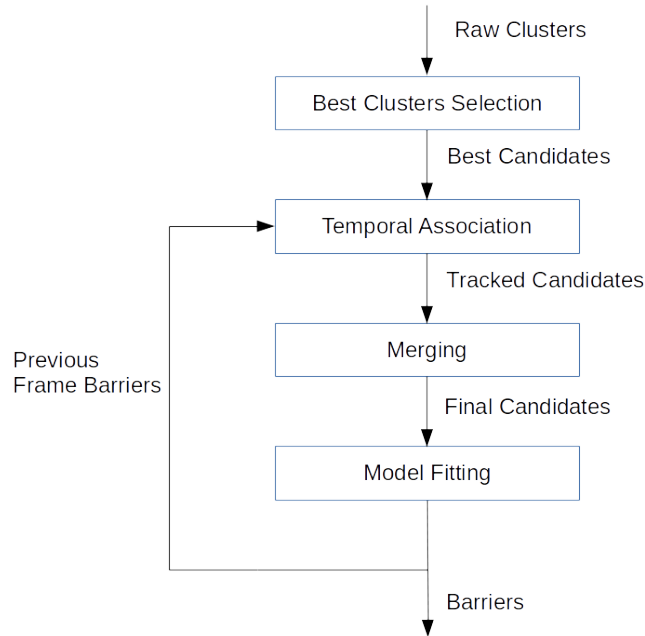 Raw Clusters
Best Clusters Selection
Best Candidates
Temporal Association
Tracked Candidates
Merging
Previous
Frame Barriers
Final Candidates
Model Fitting
Barriers